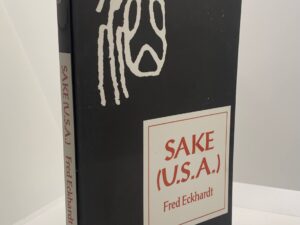 SAKE (U.S.A.) Fred Eckhardt
SAKE
(U.S.A.)
Fred Eckhardt